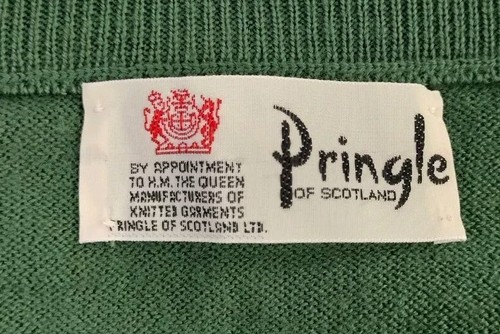 BY APPOINTMENT
TO H.M. THE QUEEN
MANUFACTURERS OF
KNITTED GARMENTS
PRINGLE OF SCOTLAND LTD.
Pringle
OF SCOTLAND